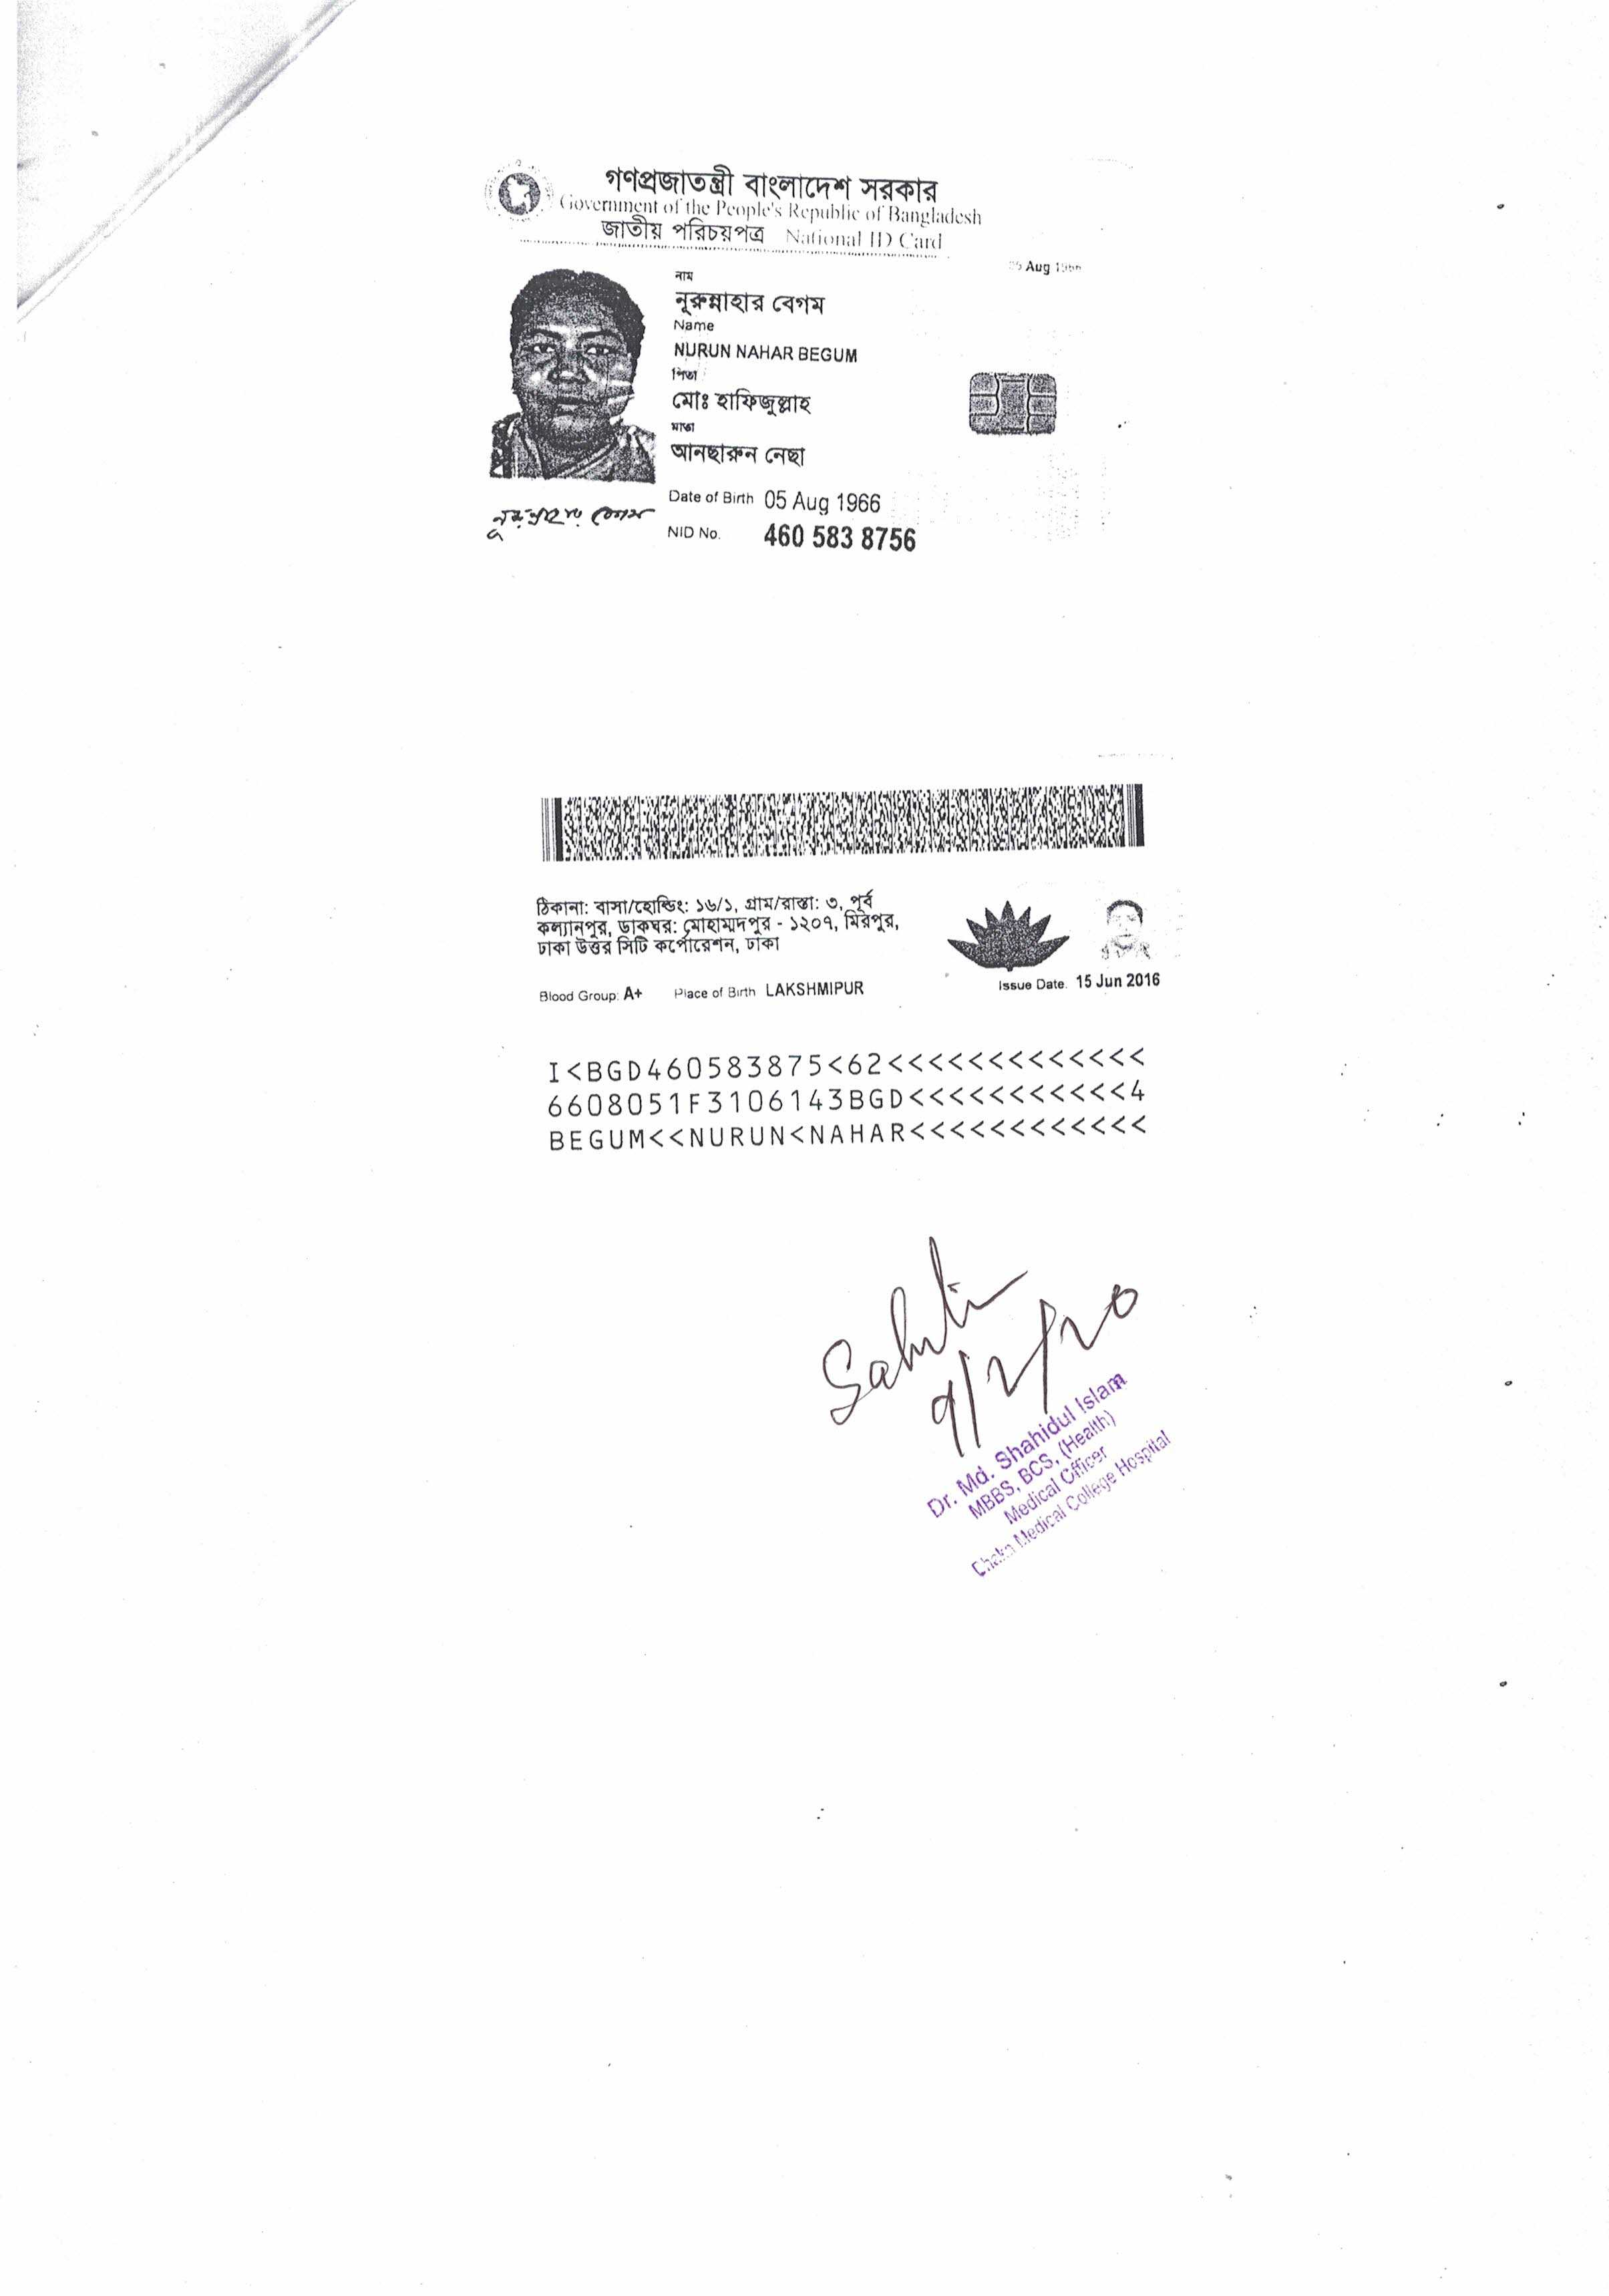 গণপ্রজাতন্ত্রী বাংলাদেশ সরকার
Government of the People's Republic of Bangladesh
জাতীয় পরিচয়পত্র National ID Card
05 Aug 1966
নাম
নূরুন্নাহার বেগম
Name
NURUN NAHAR BEGUM
পিতা
মোঃ হাফিজুল্লাহ
মাতা
আনছারুন নেছা
Date of Birth 05 Aug 1966
নূরুন্নাহার বেগম
NID No. 460 583 8756
ঠিকানা: বাসা/হোল্ডিং: ১৬/১, গ্রাম/রাস্তা: ৩, পূর্ব
কল্যানপুর, ডাকঘর: মোহাম্মদপুর - ১২০৭, মিরপুর,
ঢাকা উত্তর সিটি কর্পোরেশন, ঢাকা
Blood Group: A+ Place of Birth LAKSHMIPUR Issue Date. 15 Jun 2016
I<BGD460583875<62<<<<<<<<<<<<<
6608051F3106143BGD<<<<<<<<<<<4
BEGUM<<NURUN<NAHAR<<<<<<<<<<<<
9/2/20
Dr. Md. Shahidul Islam
MBBS, BCS, (Health)
Medical Officer
Dhaka Medical College Hospital